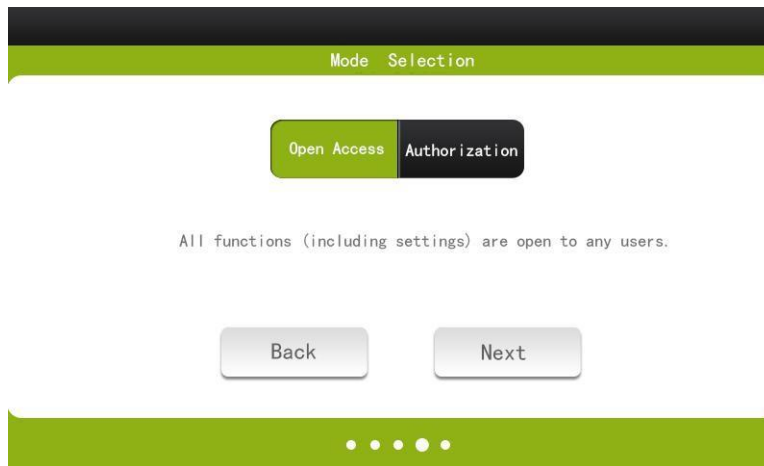 Mode Selection
Open Access Authorization
All functions (including settings) are open to any users.
Back Next